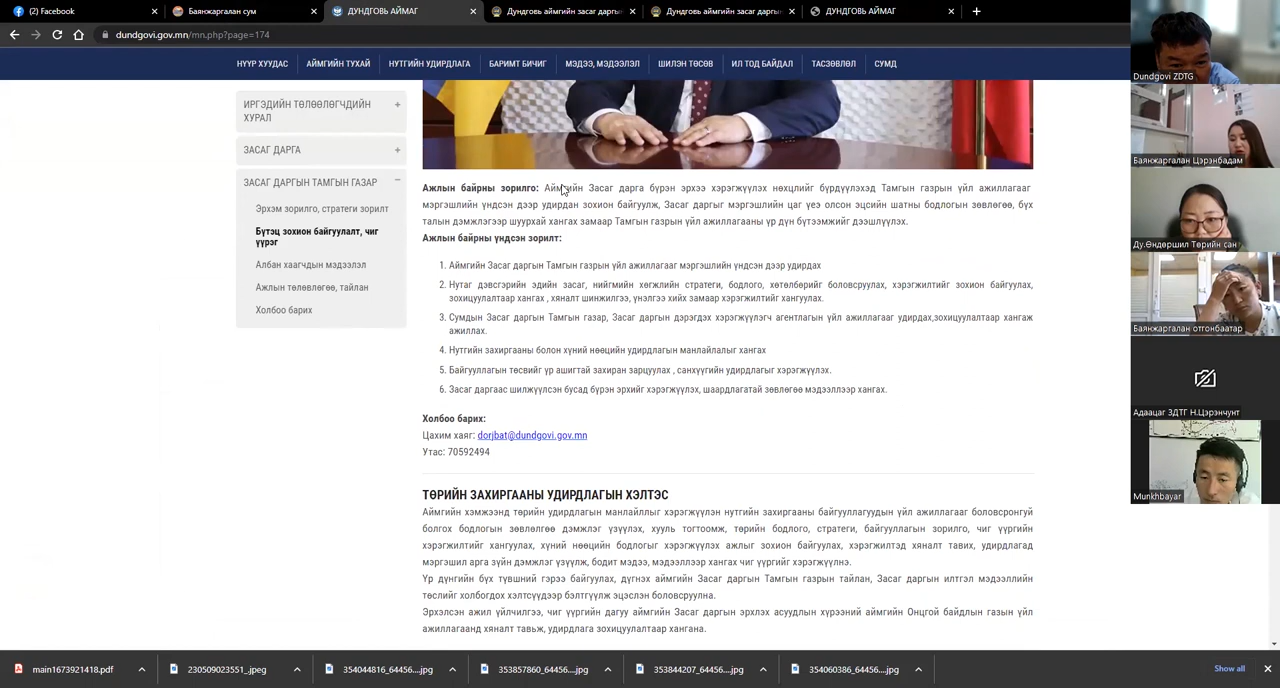 (2) Facebook
Баянжаргалан сум
ДУНДГОВЬ АЙМАГ
Дундговь аймгийн засаг даргын
Дундговь аймгийн засаг даргын
ДУНДГОВЬ АЙМАГ
dundgovi.gov.mn/mn.php?page=174
НҮҮР ХУУДАС
АЙМГИЙН ТУХАЙ
НУТГИЙН УДИРДЛАГА
БАРИМТ БИЧИГ
МЭДЭЭ, МЭДЭЭЛЭЛ
ШИЛЭН ТӨСӨВ
ИЛ ТОД БАЙДАЛ
ТАСЗӨВЛӨЛ
СУМД
ИРГЭДИЙН ТӨЛӨӨЛӨГЧДИЙН
ХУРАЛ
ЗАСАГ ДАРГА
ЗАСАГ ДАРГЫН ТАМГЫН ГАЗАР
Эрхэм зорилго, стратеги зорилт
Бүтэц зохион байгуулалт, чиг
үүрэг
Албан хаагчдын мэдээлэл
Ажлын төлөвлөгөө, тайлан
Холбоо барих
Ажлын байрны зорилго: Аймгийн Засаг дарга бүрэн эрхээ хэрэгжүүлэх нөхцлийг бүрдүүлэхэд Тамгын газрын үйл ажиллагааг
мэргэшлийн үндсэн дээр удирдан зохион байгуулж, Засаг даргыг мэргэшлийн цаг үеэ олсон эцсийн шатны бодлогын зөвлөгөө, бүх
талын дэмжлэгээр шуурхай хангах замаар Тамгын газрын үйл ажиллагааны үр дүн бүтээмжийг дээшлүүлэх.
Ажлын байрны үндсэн зорилт:
1. Аймгийн Засаг даргын Тамгын газрын үйл ажиллагааг мэргэшлийн үндсэн дээр удирдах
2. Нутаг дэвсгэрийн эдийн засаг, нийгмийн хөгжлийн стратеги, бодлого, хөтөлбөрийг боловсруулах, хэрэгжилтийг зохион байгуулах,
зохицуулалтаар хангах , хяналт шинжилгээ, үнэлгээ хийх замаар хэрэгжилтийг хангуулах.
3. Сумдын Засаг даргын Тамгын газар, Засаг даргын дэргэдэх хэрэгжүүлэгч агентлагын үйл ажиллагааг удирдах,зохицуулалтаар хангаж
ажиллах.
4. Нутгийн захиргааны болон хүний нөөцийн удирдлагын манлайлалыг хангах
5. Байгууллагын төсвийг үр ашигтай захиран зарцуулах , санхүүгийн удирдлагыг хэрэгжүүлэх.
6. Засаг даргаас шилжүүлсэн бусад бүрэн эрхийг хэрэгжүүлэх, шаардлагатай зөвлөгөө мэдээллээр хангах.
Холбоо барих:
Цахим хаяг: dorjbat@dundgovi.gov.mn
Утас: 70592494
ТӨРИЙН ЗАХИРГААНЫ УДИРДЛАГЫН ХЭЛТЭС
Аймгийн хэмжээнд төрийн удирдлагын манлайллыг хэрэгжүүлэн нутгийн захиргааны байгууллагуудын үйл ажиллагааг боловсронгуй
болгох бодлогын зөвлөлгөө дэмжлэг үзүүлэх, хууль тогтоомж, төрийн бодлого, стратеги, байгууллагын зорилго, чиг үүргийн
хэрэгжилтийг хангуулах, хүний нөөцийн бодлогыг хэрэгжүүлэх ажлыг зохион байгуулах, хэрэгжилтэд хяналт тавих, удирдлагад
мэргэшил арга зүйн дэмжлэг үзүүлж, бодит мэдээ, мэдээллээр хангах чиг үүргийг хэрэгжүүлнэ.
Үр дүнгийн бүх түвшний гэрээ байгуулах, дүгнэх аймгийн Засаг даргын Тамгын газрын тайлан, Засаг даргын илтгэл мэдээллийн
төслийг холбогдох хэлтсүүдээр бэлтгүүлж эцэслэн боловсруулна.
Эрхэлсэн ажил үйлчилгээ, чиг үүргийн дагуу аймгийн Засаг даргын эрхлэх асуудлын хүрээний аймгийн Онцгой байдлын газын үйл
ажиллагаанд хяналт тавьж, удирдлага зохицуулалтаар хангана.
Dundgovi ZDTG
Баянжаргалан Цэрэнбадам
Ду.Өндөршил Төрийн сан
Баянжаргалан отгонбаатар
Адаацаг ЗДТГ Н.Цэрэнчунт
Munkhbayar
main1673921418.pdf
230509023551_.jpeg
354044816_64456....jpg
353857860_64456....jpg
353844207_64456....jpg
354060386_64456....jpg
Show all